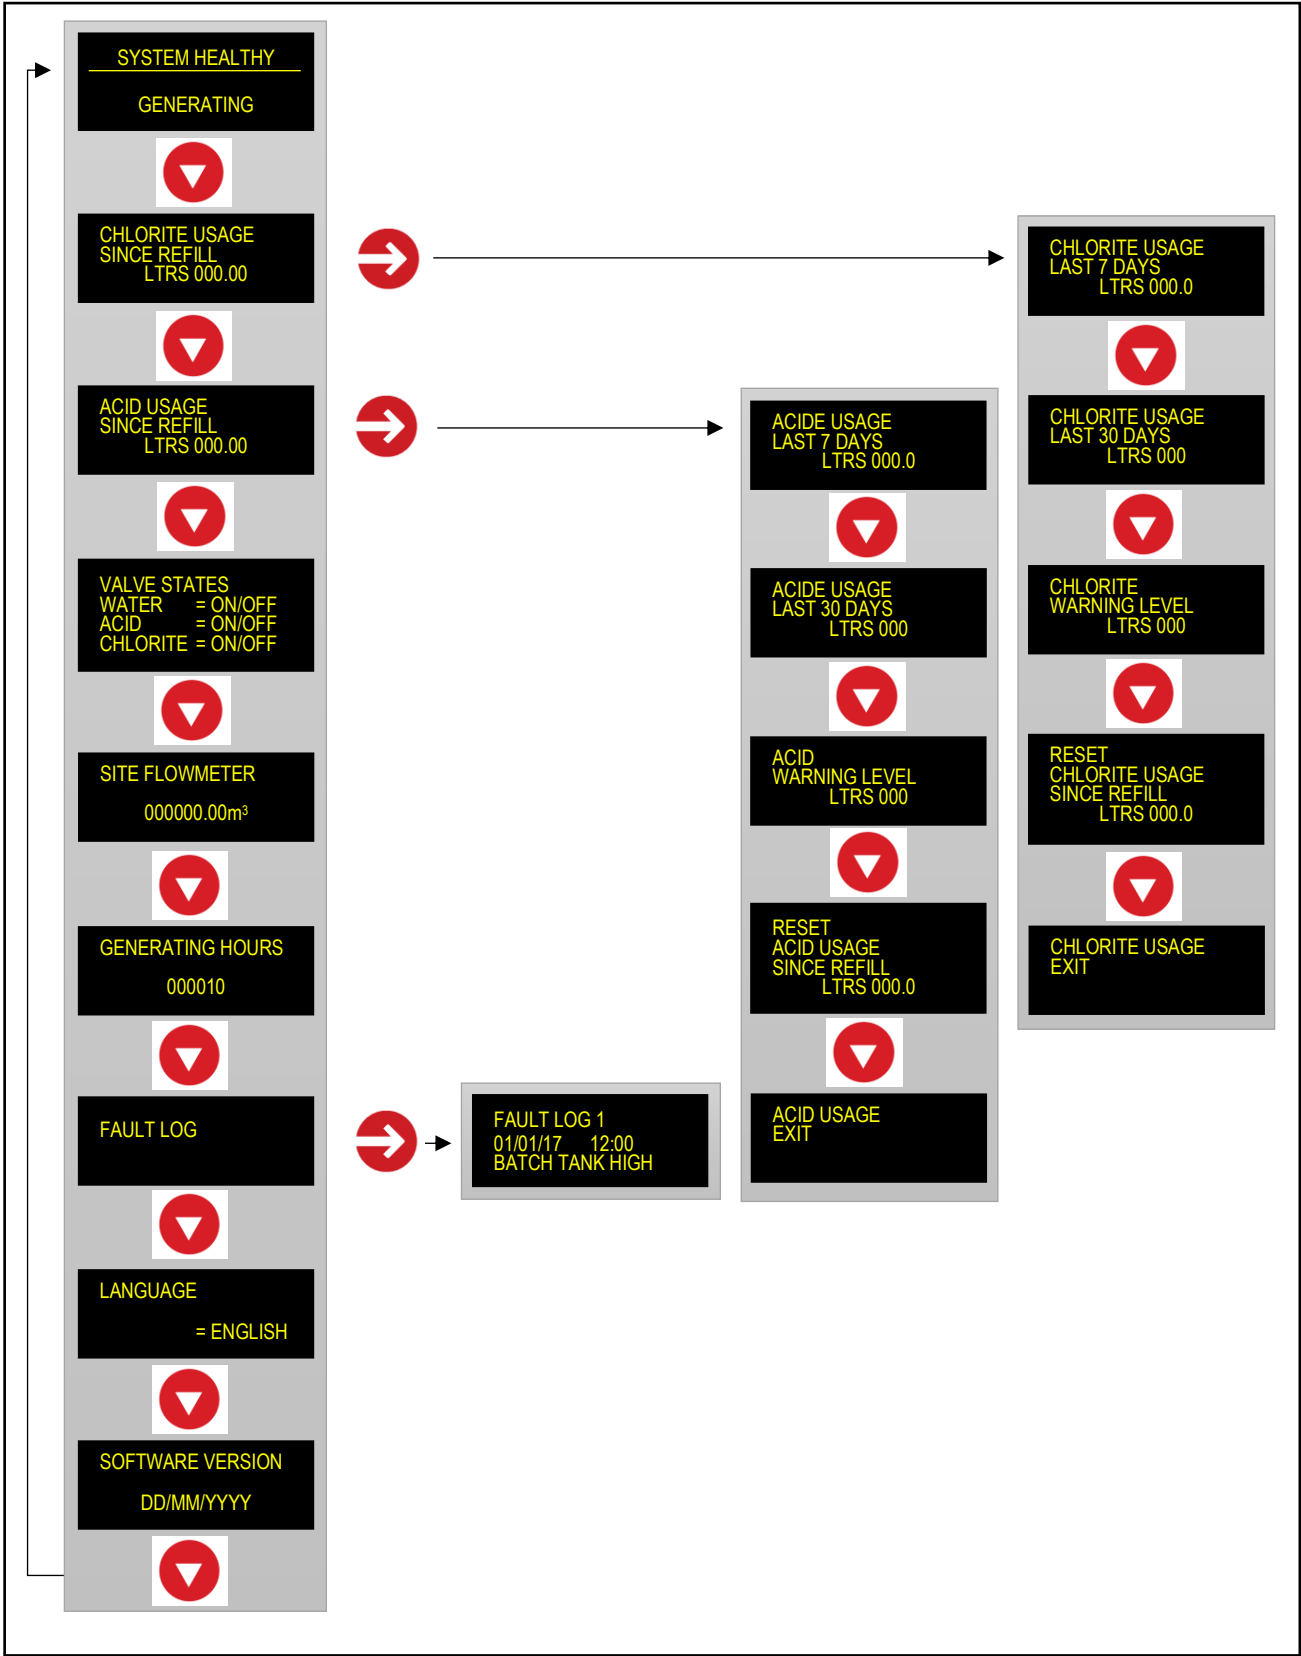 SYSTEM HEALTHY
GENERATING
CHLORITE USAGE
SINCE REFILL
LTRS 000.00
ACID USAGE
SINCE REFILL
LTRS 000.00
VALVE STATES
WATER = ON/OFF
ACID = ON/OFF
CHLORITE = ON/OFF
SITE FLOWMETER
000000.00m³
GENERATING HOURS
000010
FAULT LOG
LANGUAGE
= ENGLISH
SOFTWARE VERSION
DD/MM/YYYY
FAULT LOG 1
01/01/17 12:00
BATCH TANK HIGH
ACIDE USAGE
LAST 7 DAYS
LTRS 000.0
ACIDE USAGE
LAST 30 DAYS
LTRS 000
ACID
WARNING LEVEL
LTRS 000
RESET
ACID USAGE
SINCE REFILL
LTRS 000.0
ACID USAGE
EXIT
CHLORITE USAGE
LAST 7 DAYS
LTRS 000.0
CHLORITE USAGE
LAST 30 DAYS
LTRS 000
CHLORITE
WARNING LEVEL
LTRS 000
RESET
CHLORITE USAGE
SINCE REFILL
LTRS 000.0
CHLORITE USAGE
EXIT